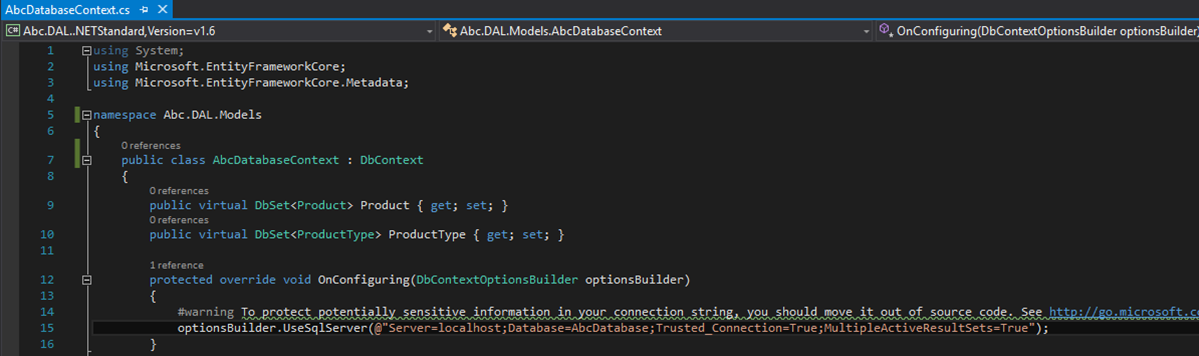 AbcDatabaseContext.cs
Abc.DAL..NETStandard,Version=v1.6 Abc.DAL.Models.AbcDatabaseContext OnConfiguring(DbContextOptionsBuilder optionsBuilder)
1 using System;
2 using Microsoft.EntityFrameworkCore;
3 using Microsoft.EntityFrameworkCore.Metadata;
4
5 namespace Abc.DAL.Models
6 {
0 references
7 public class AbcDatabaseContext : DbContext
8 {
0 references
9 public virtual DbSet<Product> Product { get; set; }
0 references
10 public virtual DbSet<ProductType> ProductType { get; set; }
11
1 reference
12 protected override void OnConfiguring(DbContextOptionsBuilder optionsBuilder)
13 {
14 #warning To protect potentially sensitive information in your connection string, you should move it out of source code. See http://go.microsoft.co
15 optionsBuilder.UseSqlServer(@"Server=localhost;Database=AbcDatabase;Trusted_Connection=True;MultipleActiveResultSets=True");
16 }